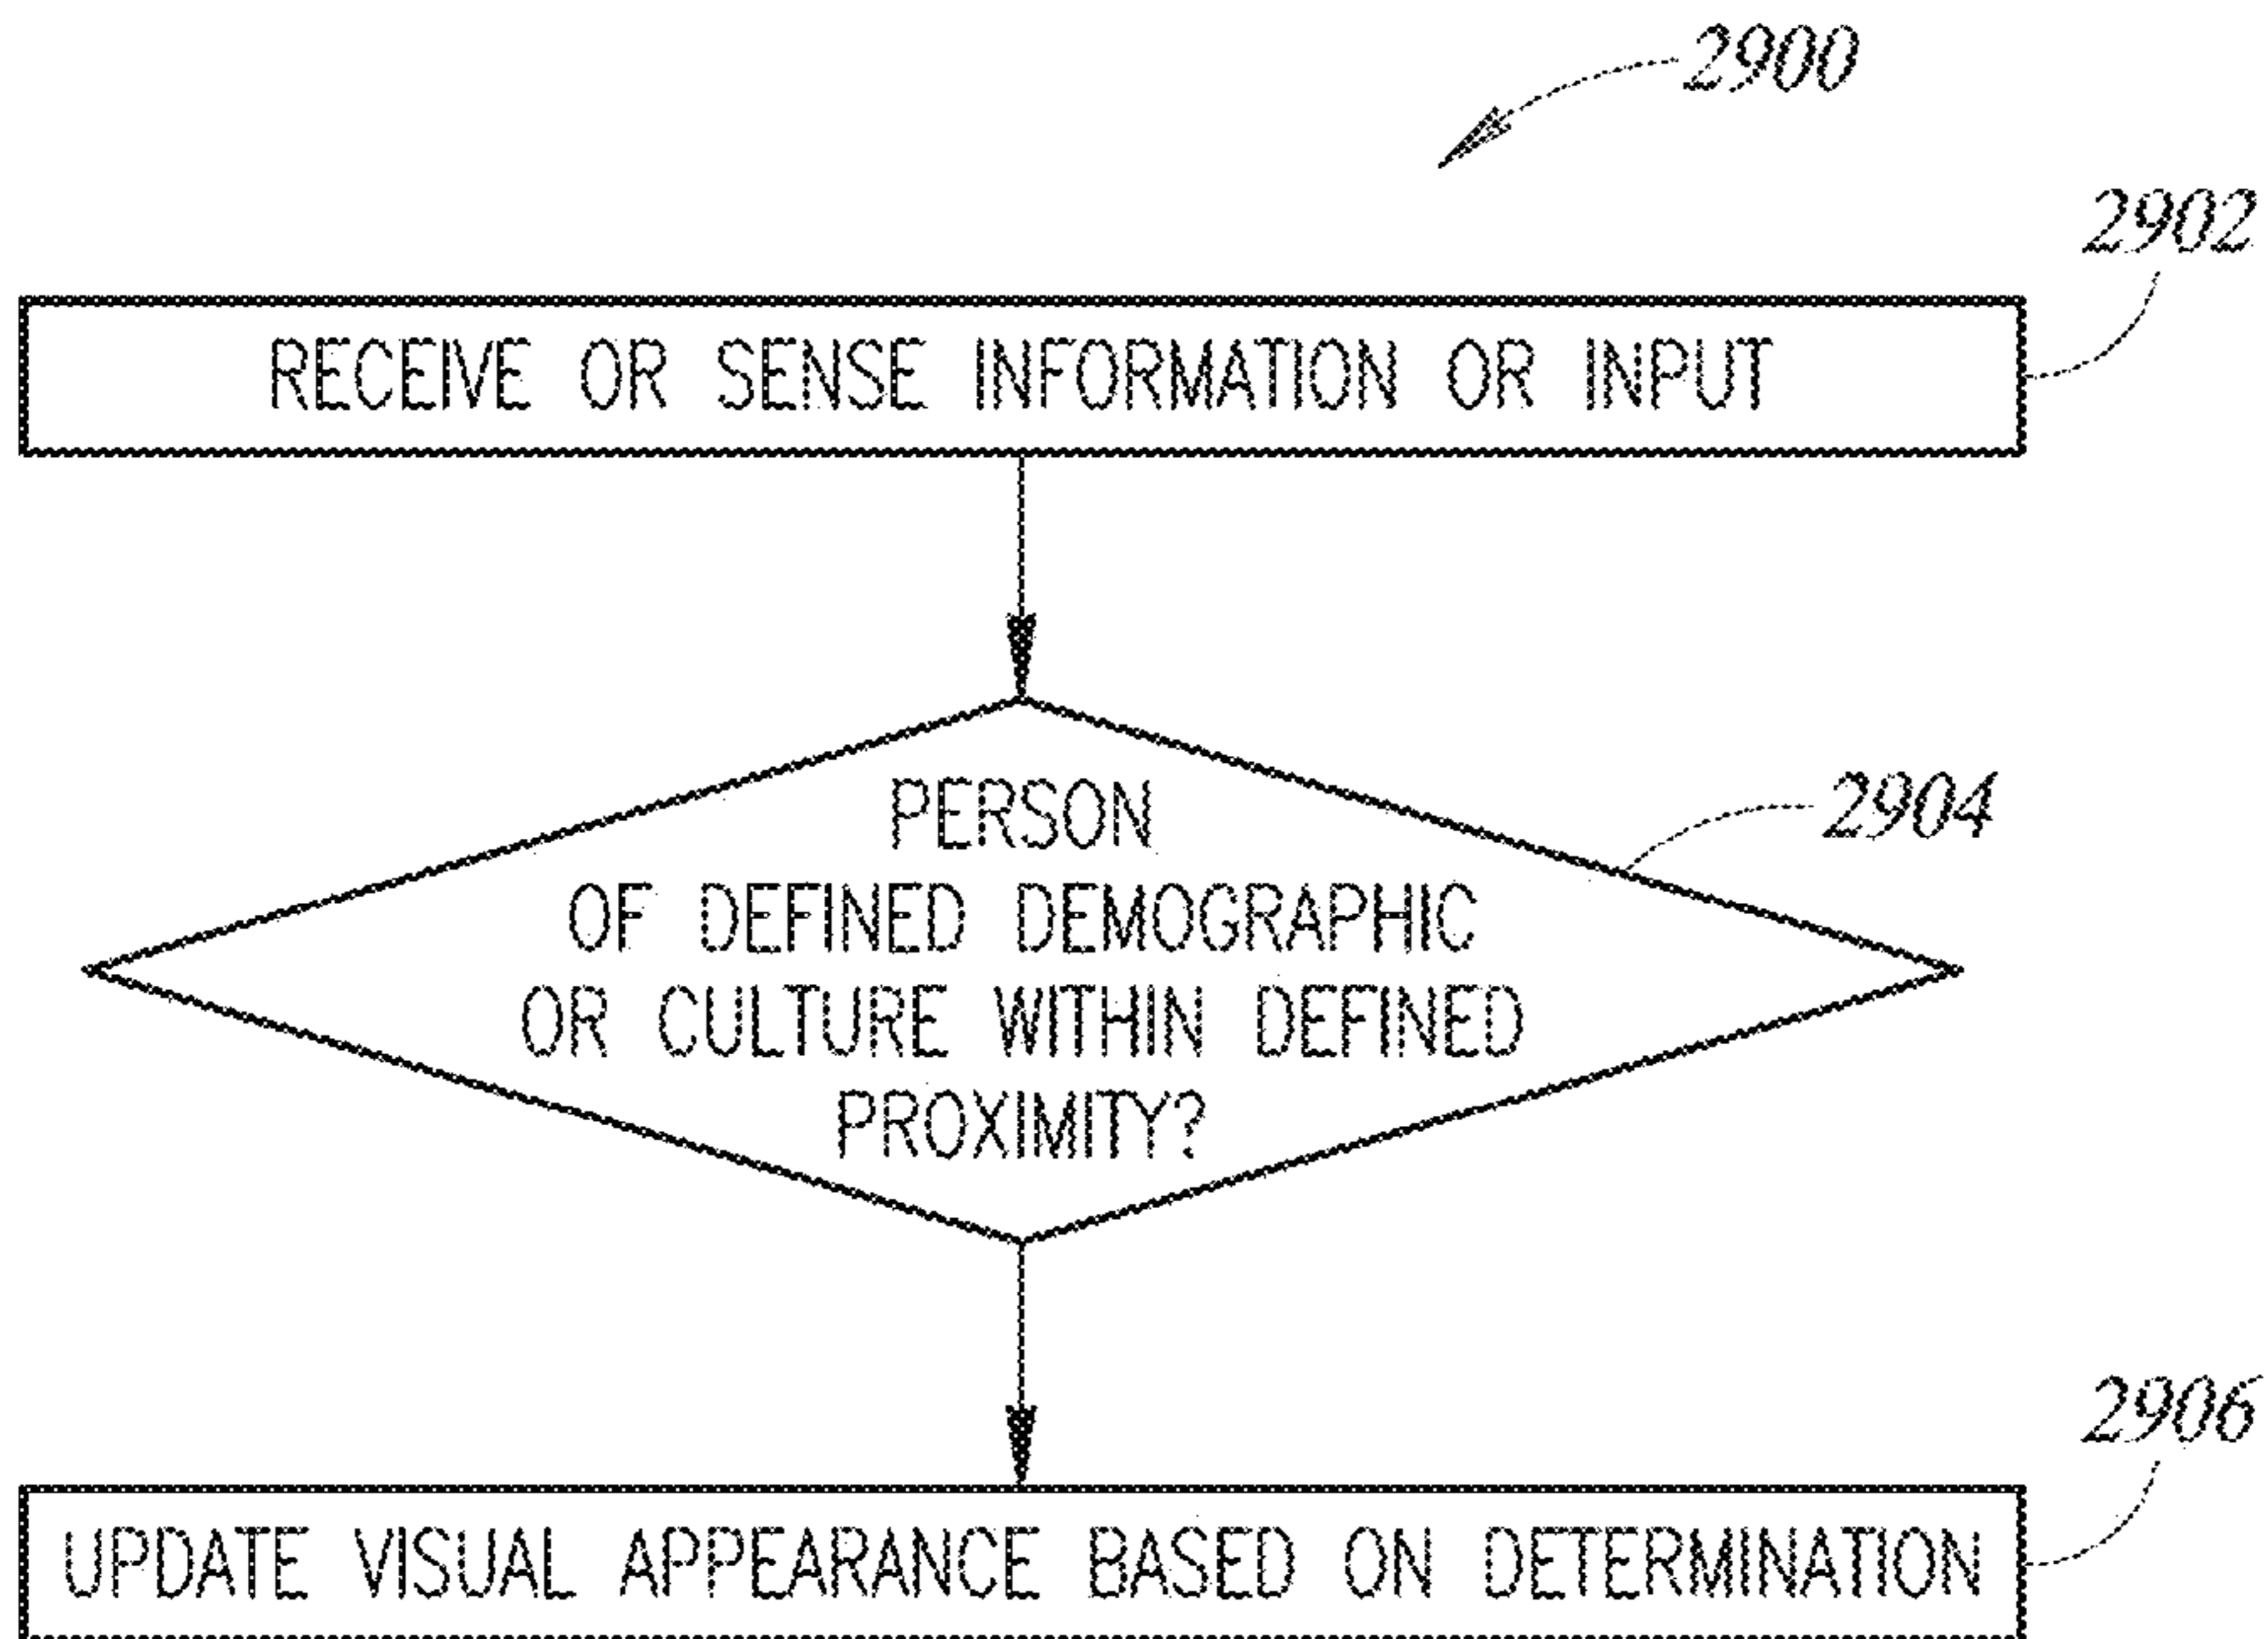 2900
2902
RECEIVE OR SENSE INFORMATION OR INPUT
PERSON
2904
OF DEFINED DEMOGRAPHIC
OR CULTURE WITHIN DEFINED
PROXIMITY?
2906
UPDATE VISUAL APPEARANCE BASED ON DETERMINATION